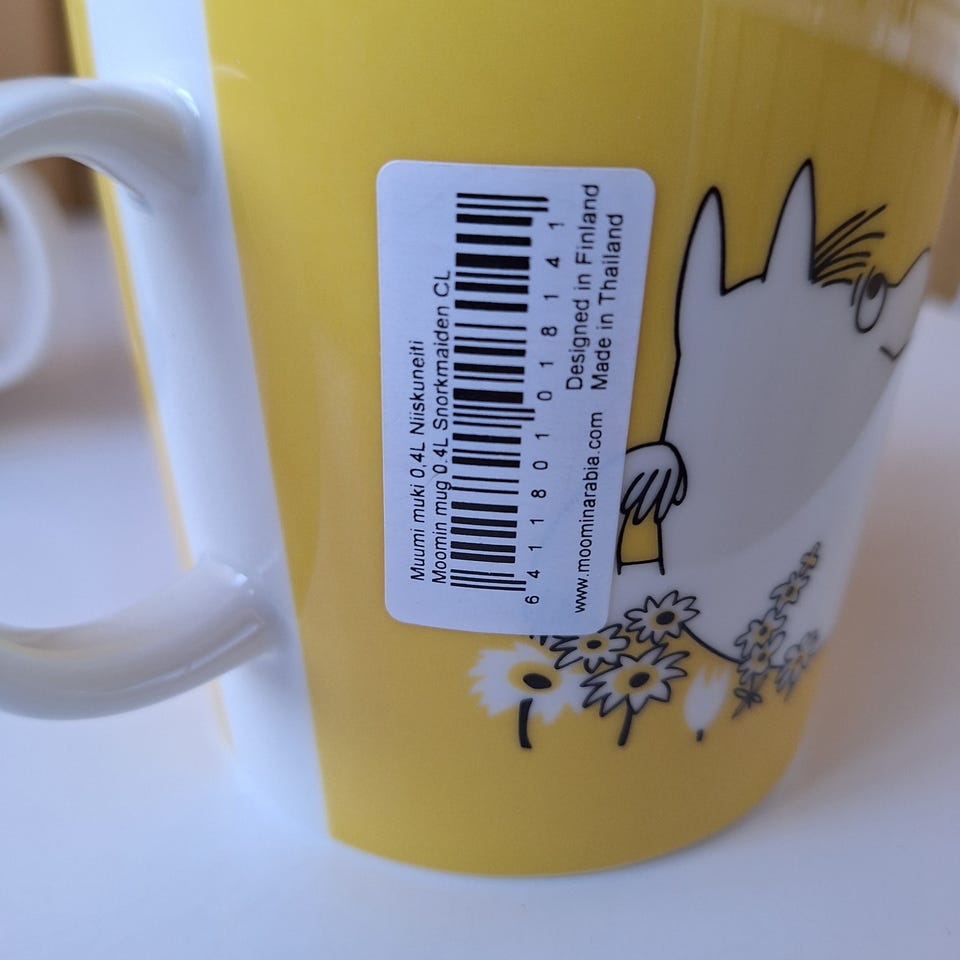 Muumi muki 0,4L Niiskuneiti
Moomin mug 0.4L Snorkmaiden CL
6 411801 018141
www.moominarabia.com
Designed in Finland
Made in Thailand